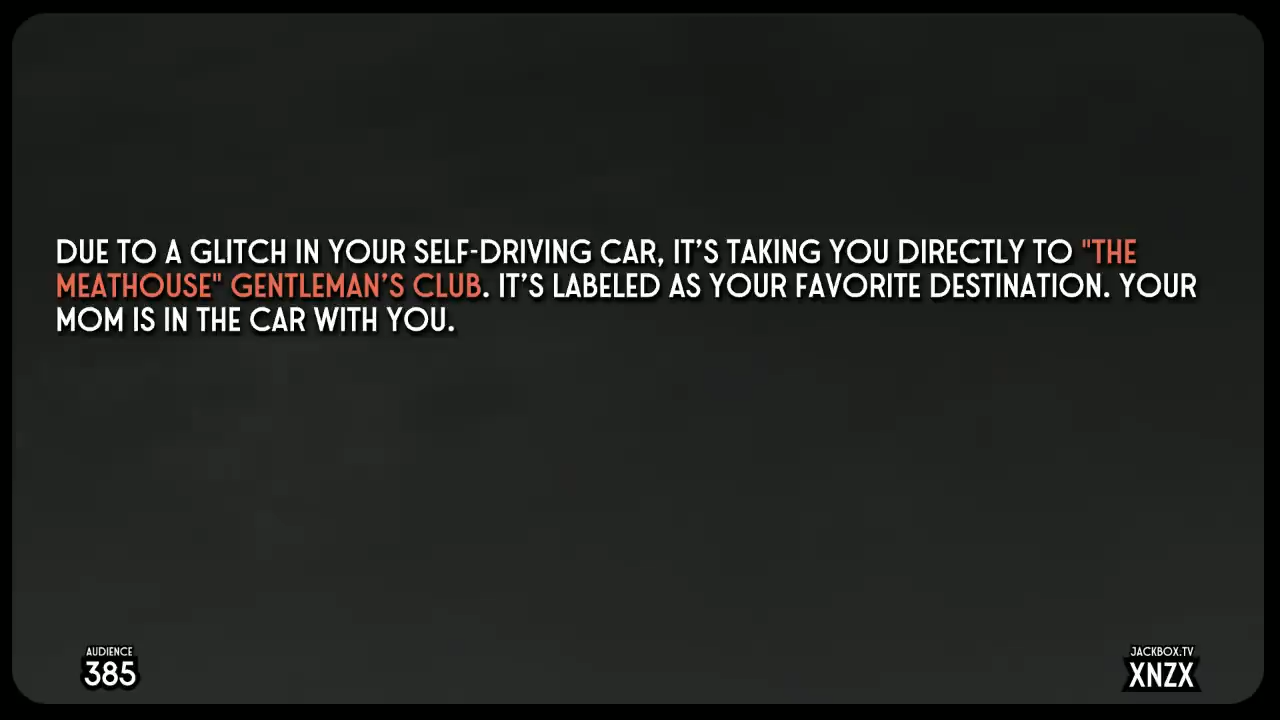 DUE TO A GLITCH IN YOUR SELF-DRIVING CAR, IT'S TAKING YOU DIRECTLY TO "THE
MEATHOUSE" GENTLEMAN'S CLUB. IT'S LABELED AS YOUR FAVORITE DESTINATION. YOUR
MOM IS IN THE CAR WITH YOU.
AUDIENCE
385
JACKBOX.TV
XNZX